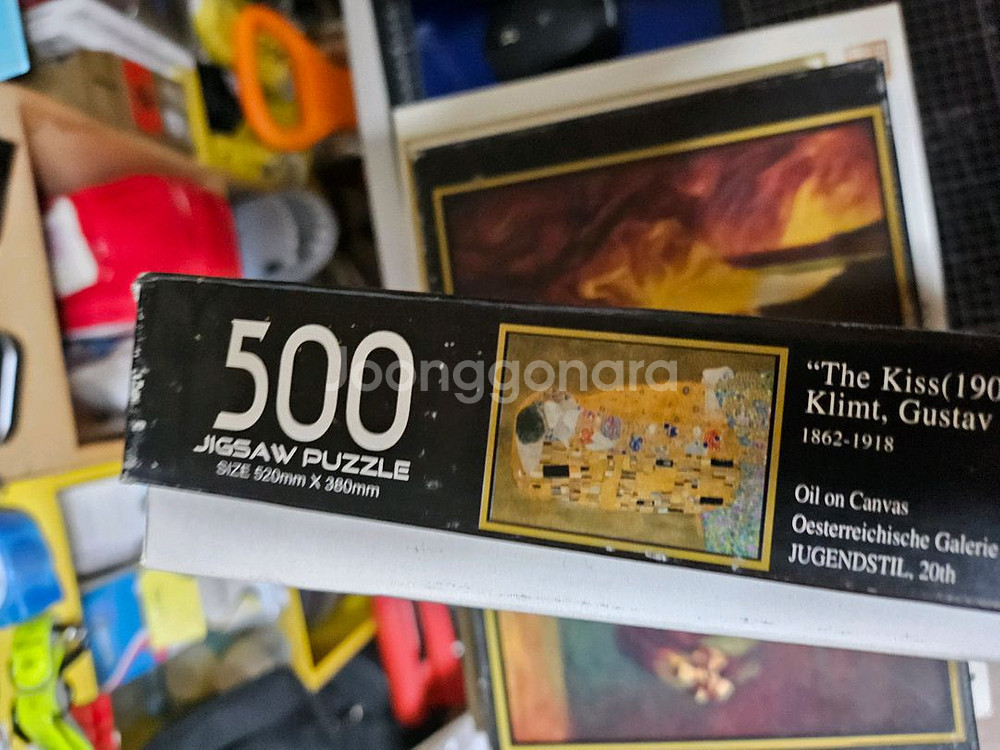 500
JIGSAW PUZZLE
SIZE 520mm X 380mm
Joonggonara
“The Kiss(190
Klimt, Gustav
1862-1918
Oil on Canvas
Oesterreichische Galerie
JUGENDSTIL, 20th